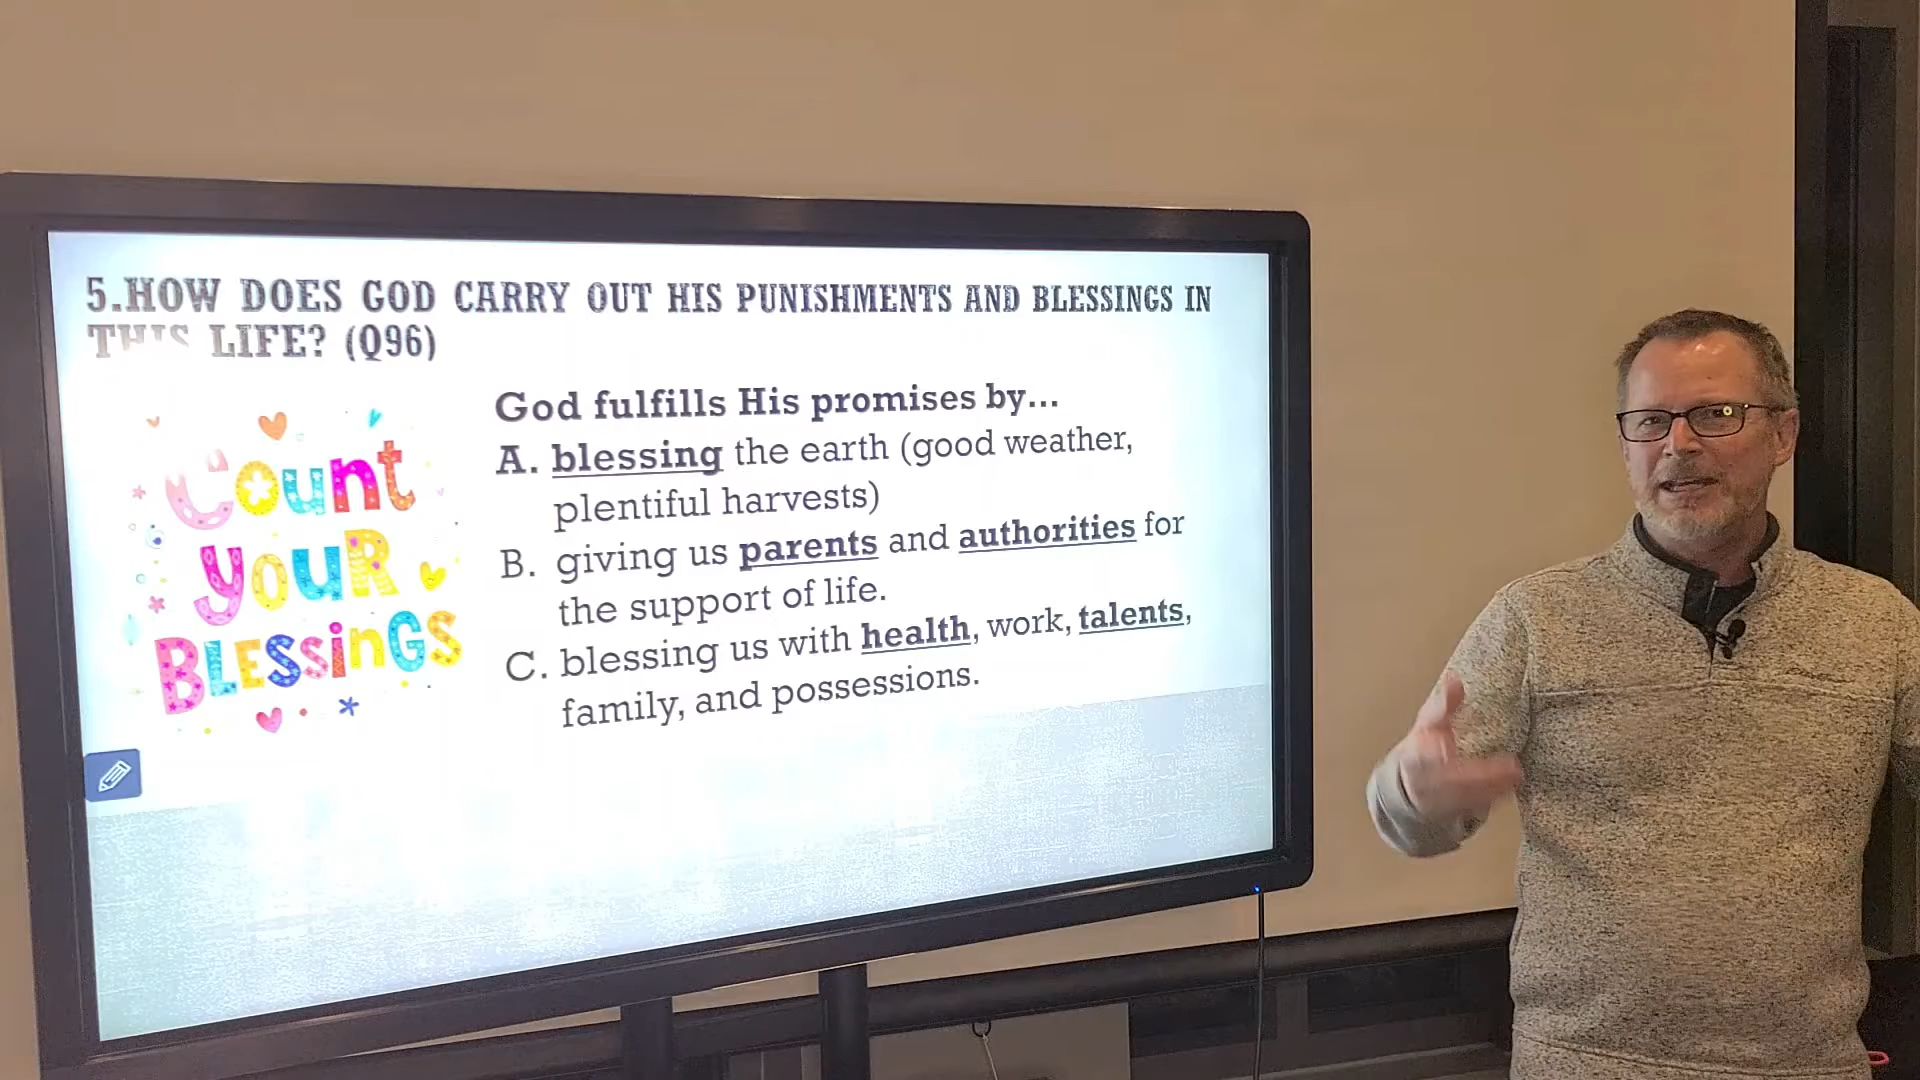 5.HOW DOES GOD CARRY OUT HIS PUNISHMENTS AND BLESSINGS IN
THIS LIFE? (Q96)
God fulfills His promises by...
A. blessing the earth (good weather,
plentiful harvests)
B. giving us parents and authorities for
the support of life.
C. blessing us with health, work, talents,
family, and possessions.
Count
youR
BLESSinGS